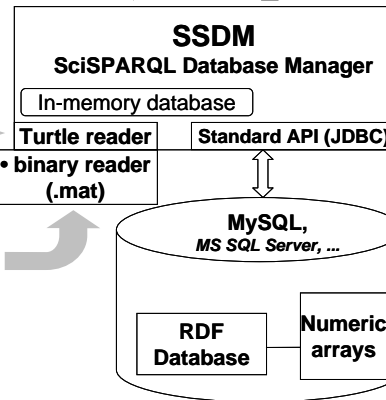 SSDM
SciSPARQL Database Manager
In-memory database
Turtle reader
Standard API (JDBC)
• binary reader
(.mat)
MySQL,
MS SQL Server, ...
RDF
Database
Numeric
arrays